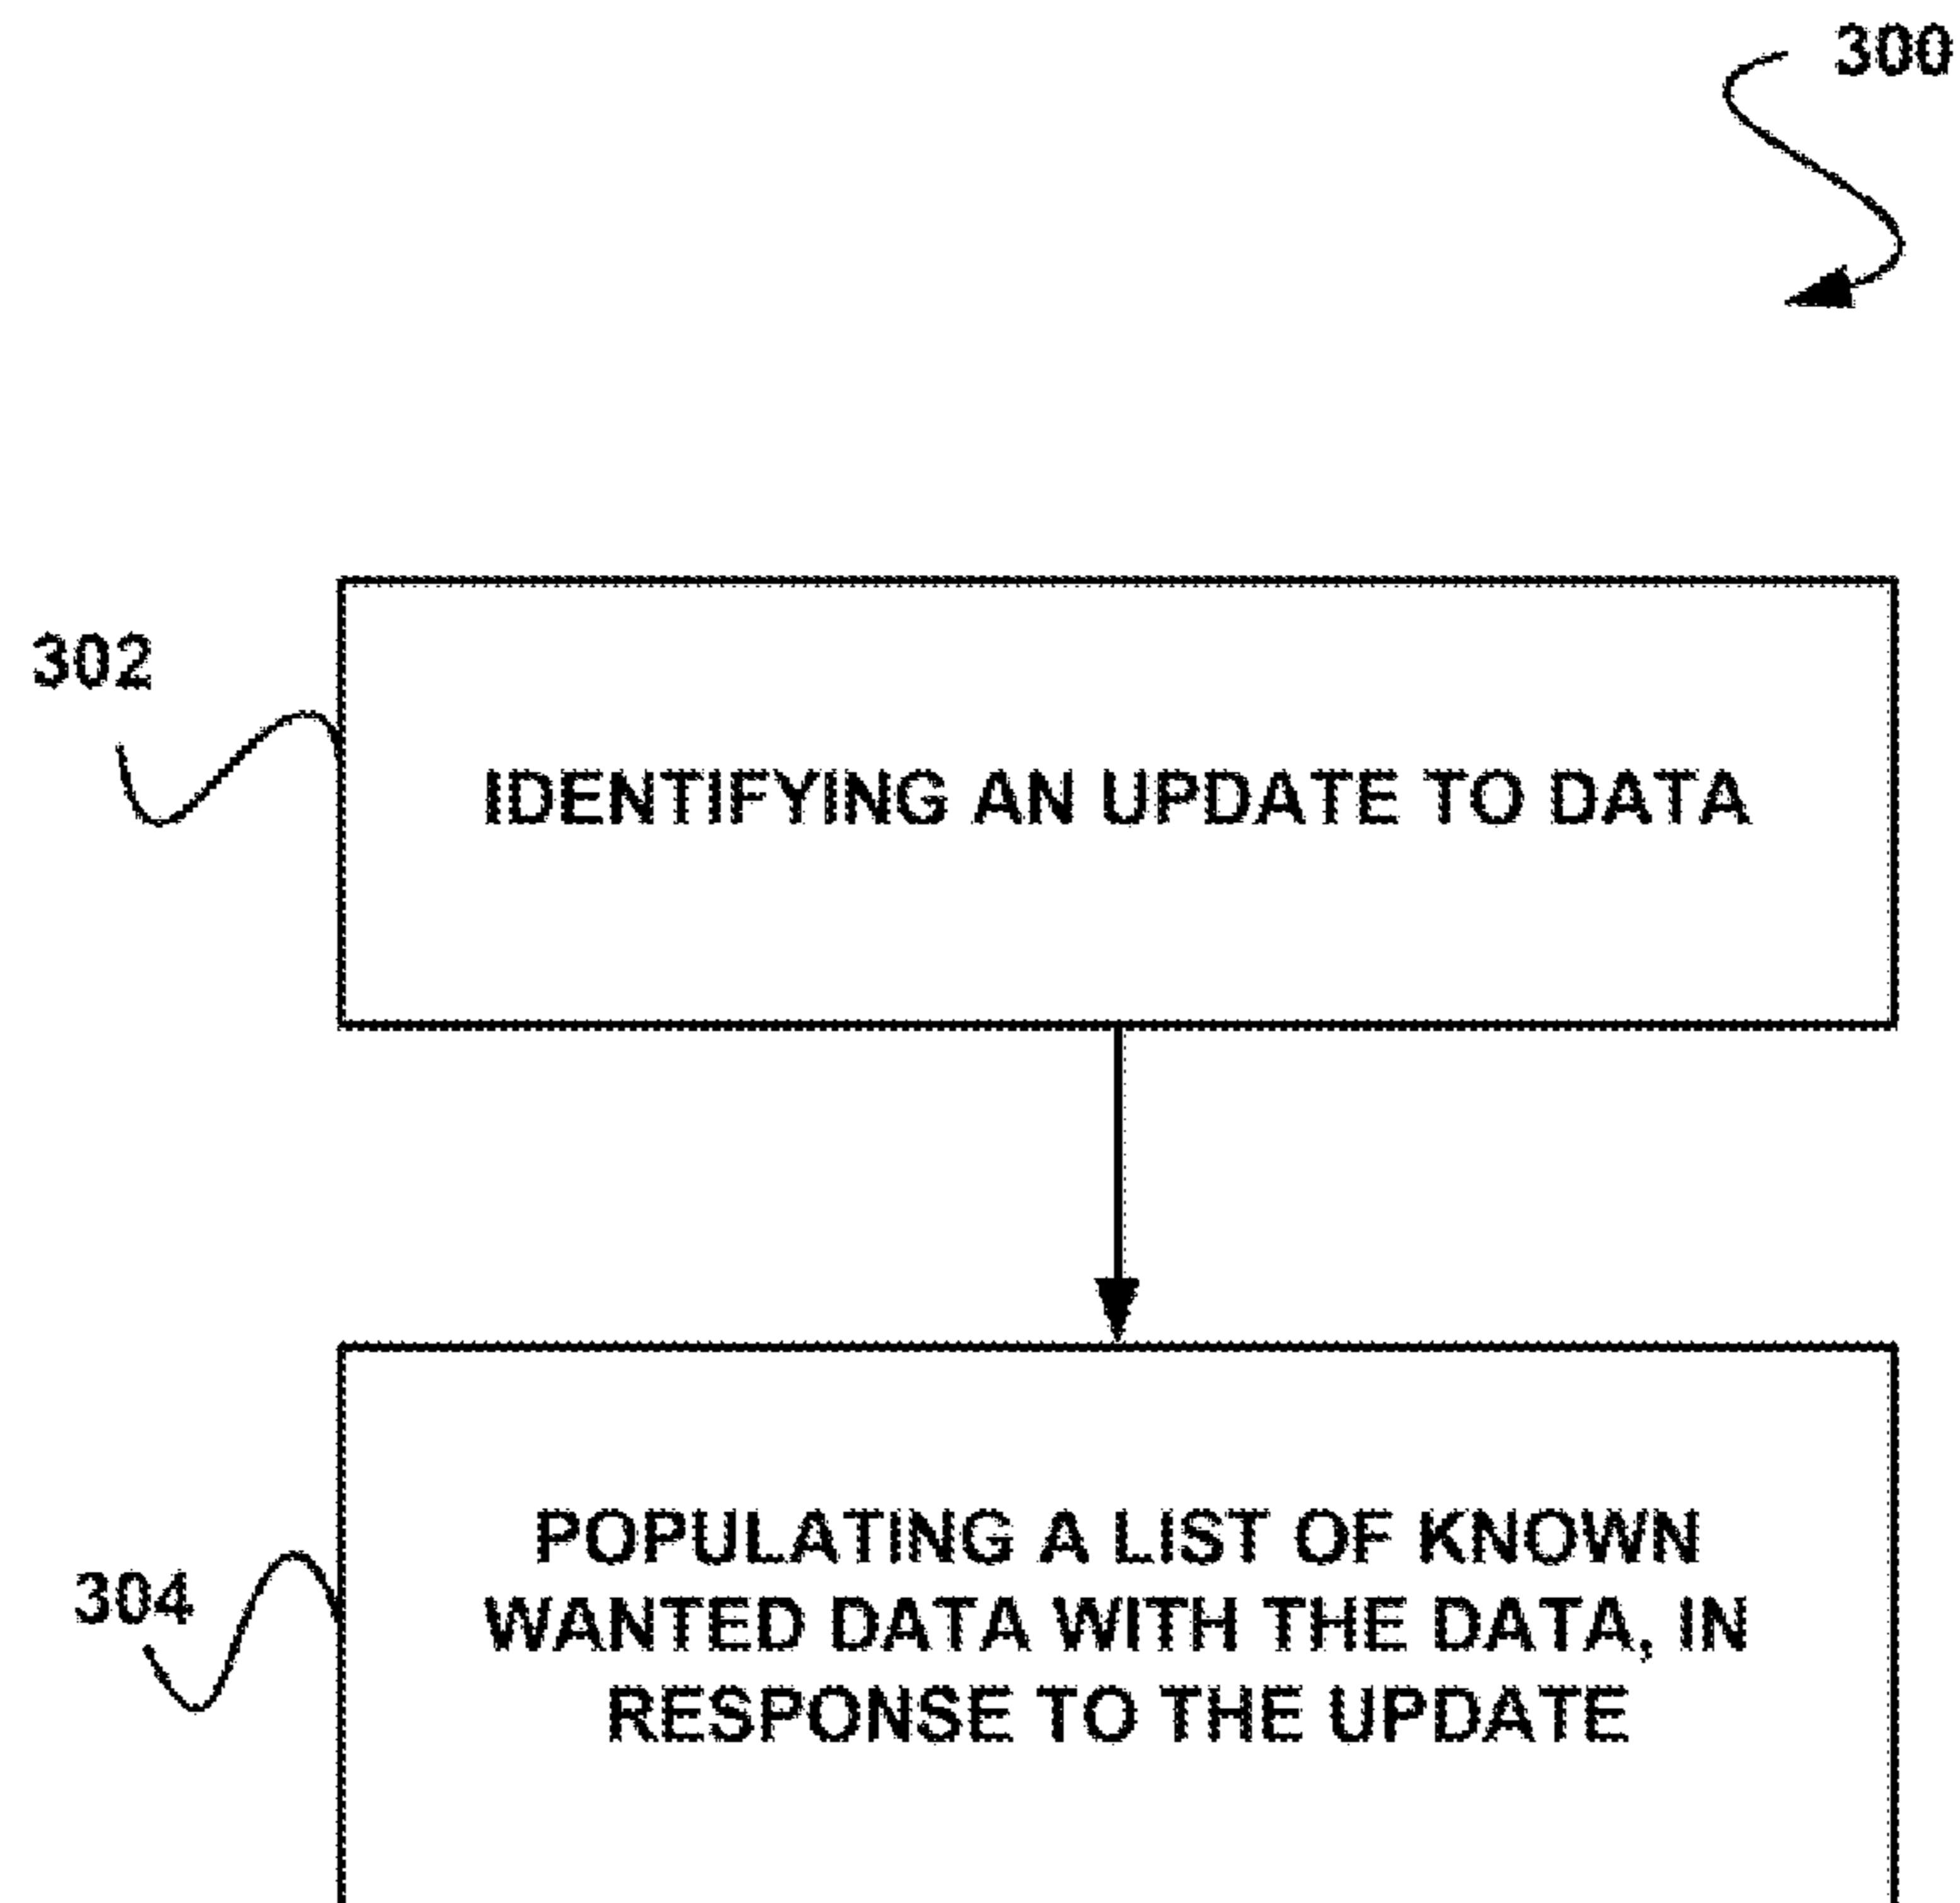 300
302
IDENTIFYING AN UPDATE TO DATA
304
POPULATING A LIST OF KNOWN
WANTED DATA WITH THE DATA, IN
RESPONSE TO THE UPDATE